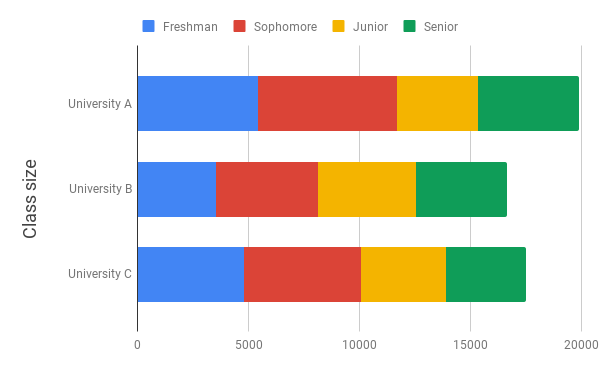 Freshman Sophomore Junior Senior
University A
University B
University C
Class size
0 5000 10000 15000 20000